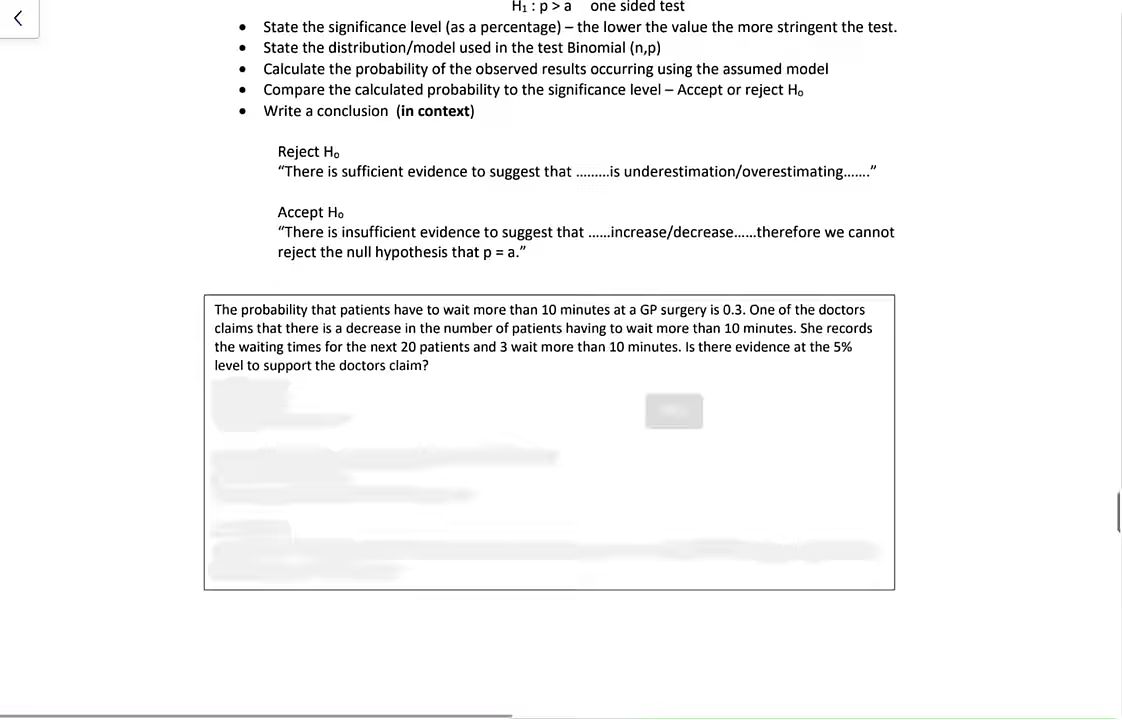 H₁ : p > a one sided test
• State the significance level (as a percentage) – the lower the value the more stringent the test.
• State the distribution/model used in the test Binomial (n,p)
• Calculate the probability of the observed results occurring using the assumed model
• Compare the calculated probability to the significance level – Accept or reject H₀
• Write a conclusion (in context)
Reject H₀
“There is sufficient evidence to suggest that .........is underestimation/overestimating.......”
Accept H₀
“There is insufficient evidence to suggest that ......increase/decrease......therefore we cannot
reject the null hypothesis that p = a.”
The probability that patients have to wait more than 10 minutes at a GP surgery is 0.3. One of the doctors
claims that there is a decrease in the number of patients having to wait more than 10 minutes. She records
the waiting times for the next 20 patients and 3 wait more than 10 minutes. Is there evidence at the 5%
level to support the doctors claim?